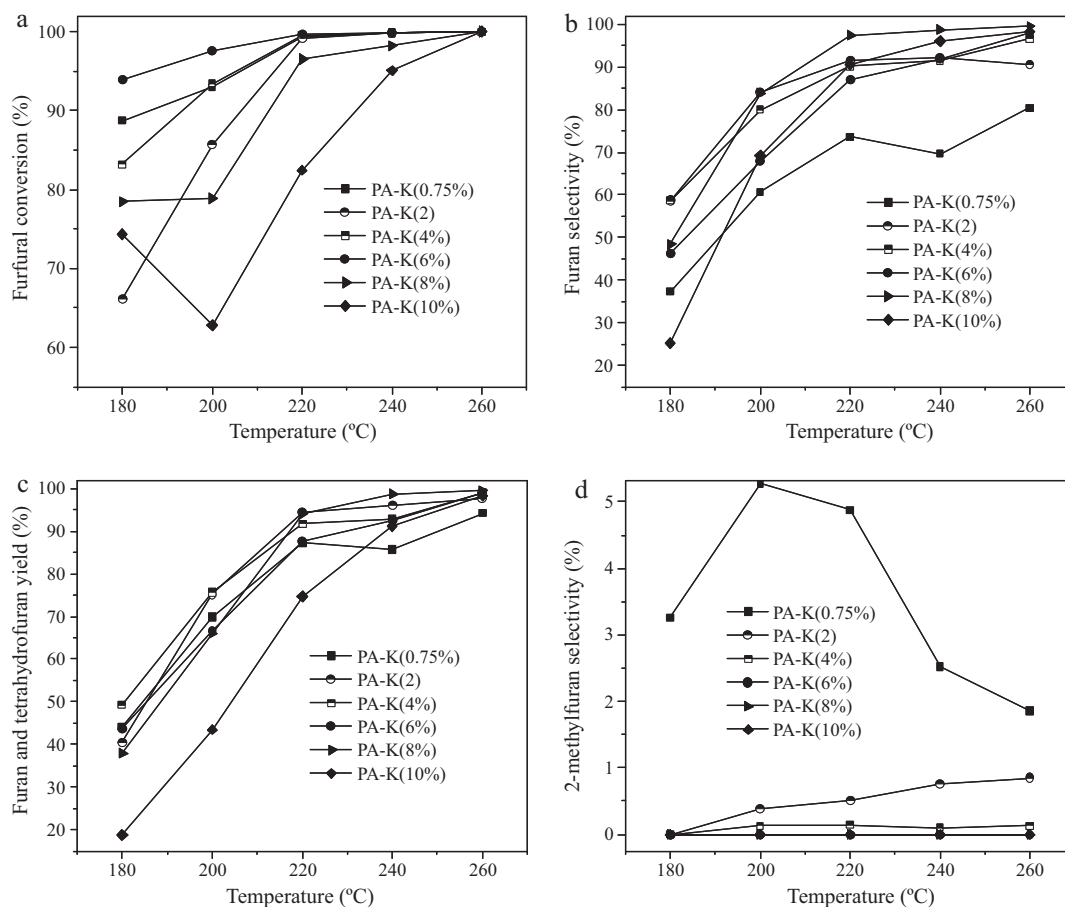 a
Furfural conversion (%)
100
90
80
70
60
PA-K(0.75%)
PA-K(2)
PA-K(4%)
PA-K(6%)
PA-K(8%)
PA-K(10%)
180
200
220
240
260
Temperature (ºC)
b
Furan selectivity (%)
100
90
80
70
60
50
40
30
20
PA-K(0.75%)
PA-K(2)
PA-K(4%)
PA-K(6%)
PA-K(8%)
PA-K(10%)
180
200
220
240
260
Temperature (ºC)
c
Furan and tetrahydrofuran yield (%)
100
90
80
70
60
50
40
30
20
PA-K(0.75%)
PA-K(2)
PA-K(4%)
PA-K(6%)
PA-K(8%)
PA-K(10%)
180
200
220
240
260
Temperature (ºC)
d
2-methylfuran selectivity (%)
5
4
3
2
1
0
PA-K(0.75%)
PA-K(2)
PA-K(4%)
PA-K(6%)
PA-K(8%)
PA-K(10%)
180
200
220
240
260
Temperature (ºC)